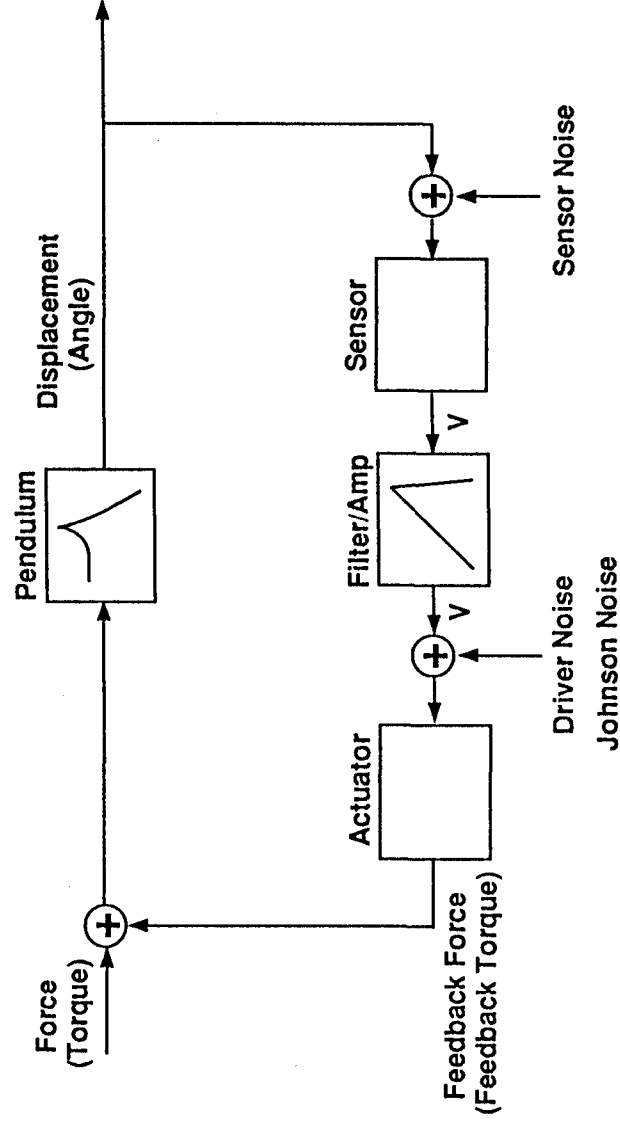 Force
(Torque)
+
Pendulum
Displacement
(Angle)
Feedback Force
(Feedback Torque)
Actuator
+
V
Filter/Amp
V
Sensor
+
Driver Noise
Johnson Noise
Sensor Noise